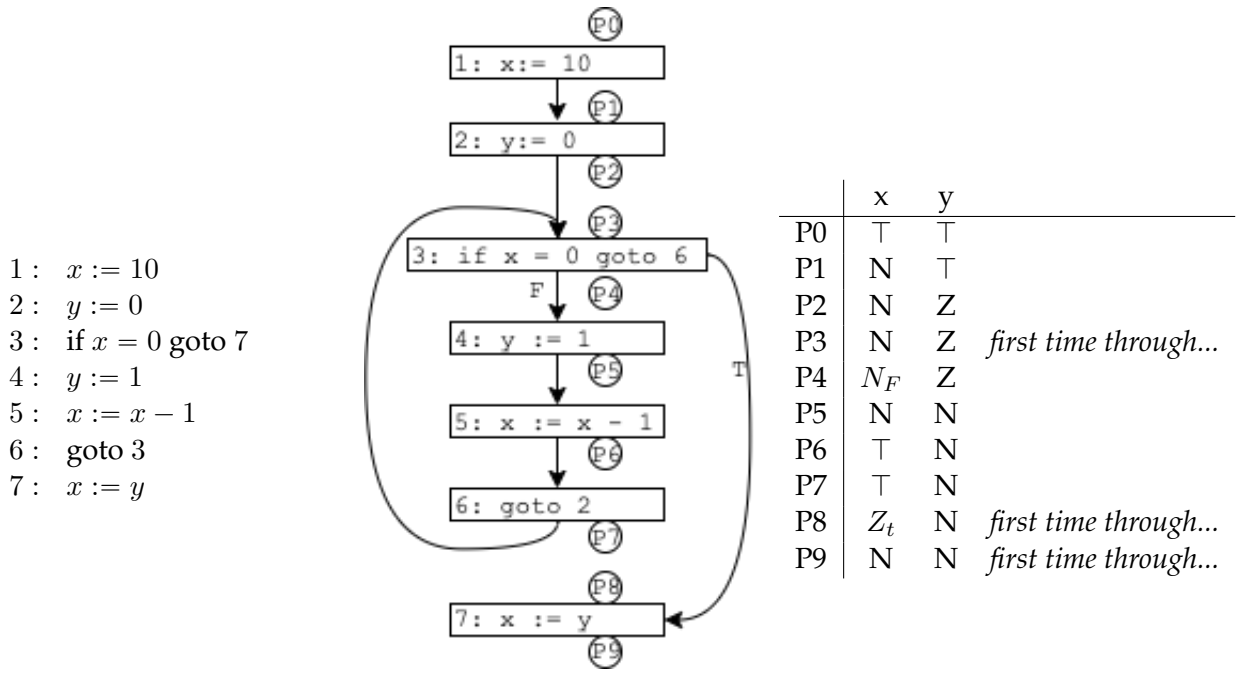 1 : x := 10
2 : y := 0
3 : if x = 0 goto 7
4 : y := 1
5 : x := x − 1
6 : goto 3
7 : x := y
P0
1: x:= 10
P1
2: y:= 0
P2
P3
3: if x = 0 goto 6
F P4
4: y := 1
P5
T
5: x := x - 1
P6
6: goto 2
P7
P8
7: x := y
P9
x y
P0 ⊤ ⊤
P1 N ⊤
P2 N Z
P3 N Z first time through...
P4 N_F Z
P5 N N
P6 ⊤ N
P7 ⊤ N
P8 Z_t N first time through...
P9 N N first time through...